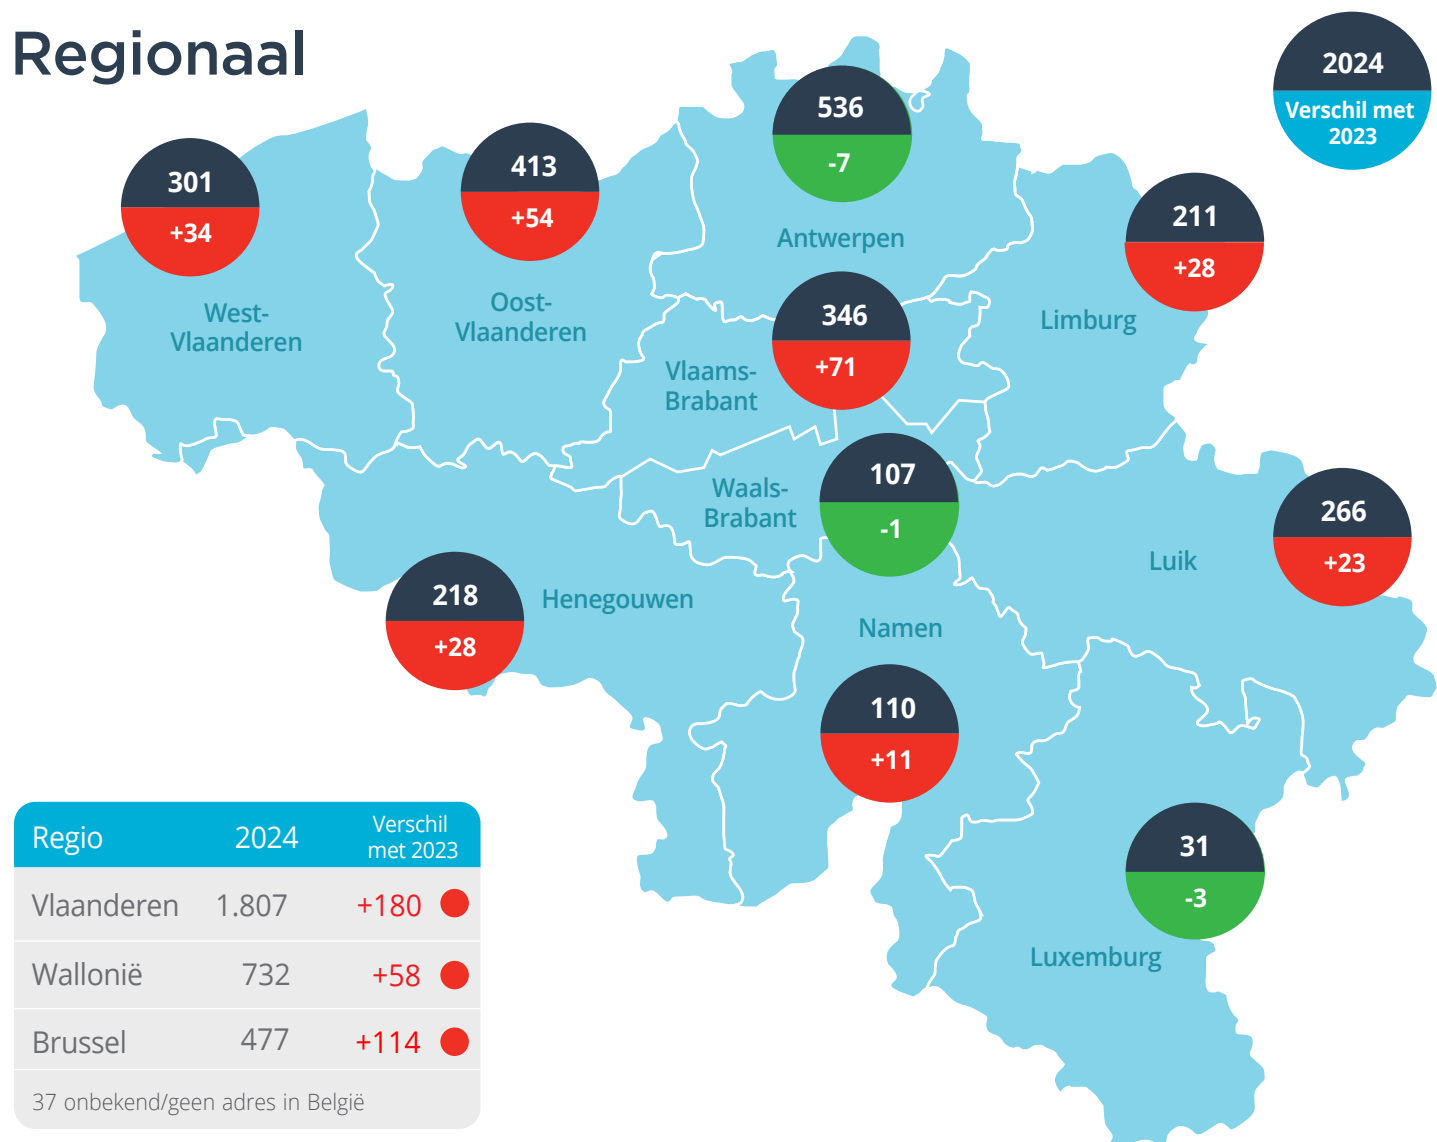 Regionaal
2024
Verschil met
2023
301
+34
West-
Vlaanderen
413
+54
Oost-
Vlaanderen
536
-7
Antwerpen
211
+28
Limburg
346
+71
Vlaams-
Brabant
107
-1
Waals-
Brabant
266
+23
Luik
218
+28
Henegouwen
Namen
110
+11
31
-3
Luxemburg
Regio 2024 Verschil
met 2023
Vlaanderen 1.807 +180
Wallonië 732 +58
Brussel 477 +114
37 onbekend/geen adres in België